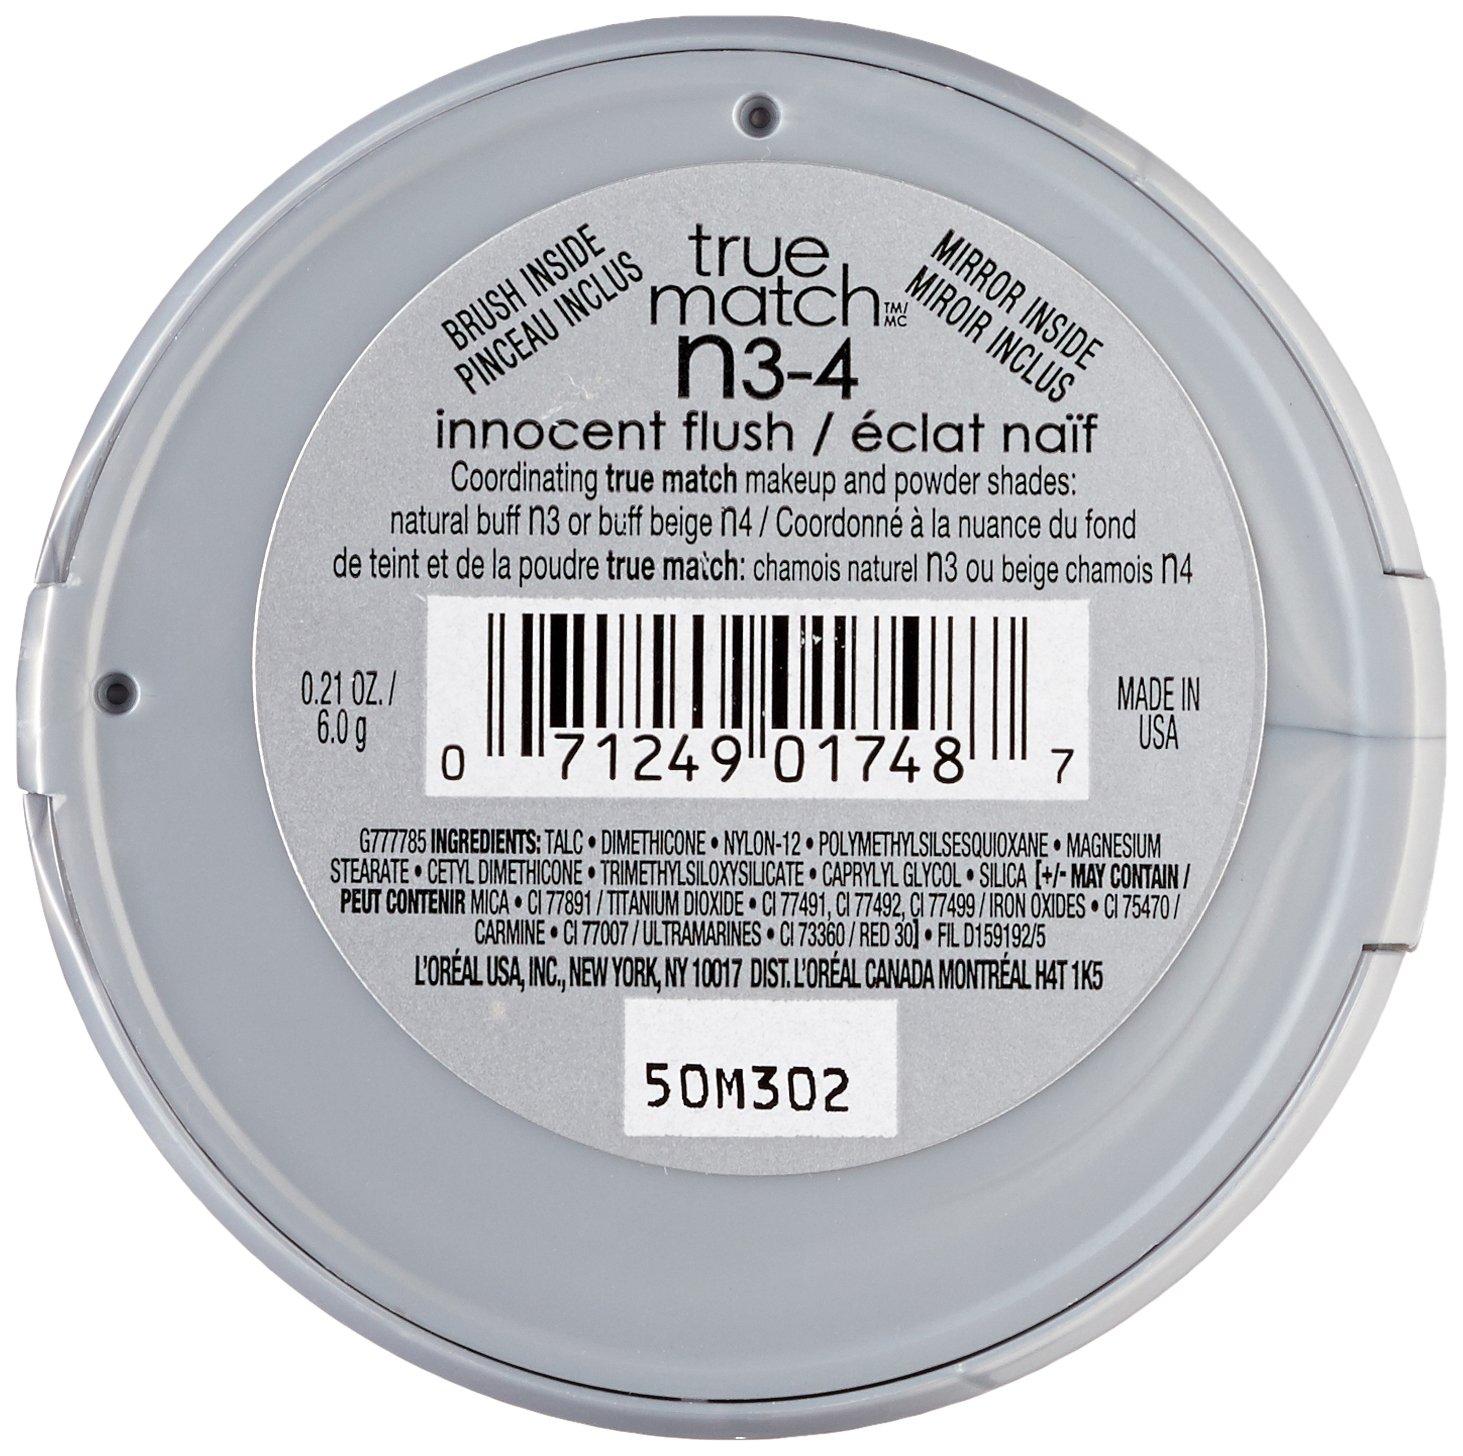 BRUSH INSIDE
PINCEAU INCLUS
true
match TM/
MC
MIRROR INSIDE
MIROIR INCLUS
n3-4
innocent flush / éclat naïf
Coordinating true match makeup and powder shades:
natural buff n3 or buff beige n4 / Coordonné à la nuance du fond
de teint et de la poudre true match: chamois naturel n3 ou beige chamois n4
0.21 OZ. /
6.0 g
0 71249 01748 7
MADE IN
USA
G777785 INGREDIENTS: TALC • DIMETHICONE • NYLON-12 • POLYMETHYLSILSESQUIOXANE • MAGNESIUM
STEARATE • CETYL DIMETHICONE • TRIMETHYLSILOXYSILICATE • CAPRYLYL GLYCOL • SILICA [+/- MAY CONTAIN /
PEUT CONTENIR MICA • CI 77891 / TITANIUM DIOXIDE • CI 77491, CI 77492, CI 77499 / IRON OXIDES • CI 75470 /
CARMINE • CI 77007 / ULTRAMARINES • CI 73360 / RED 30] • FIL D159192/5
L'ORÉAL USA, INC., NEW YORK, NY 10017 DIST. L'ORÉAL CANADA MONTRÉAL H4T 1K5
50M302